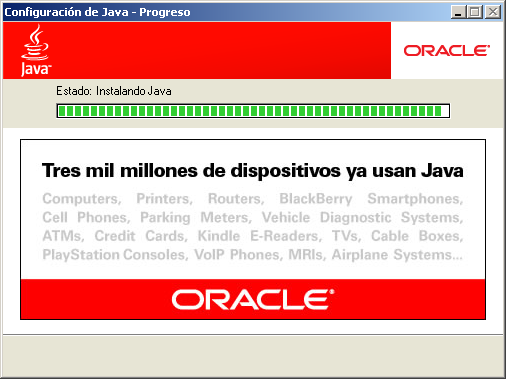 Configuración de Java - Progreso
Java™
ORACLE®
Estado: Instalando Java
Tres mil millones de dispositivos ya usan Java
Computers, Printers, Routers, BlackBerry Smartphones,
Cell Phones, Parking Meters, Vehicle Diagnostic Systems,
ATMs, Credit Cards, Kindle E-Readers, TVs, Cable Boxes,
PlayStation Consoles, VoIP Phones, MRIs, Airplane Systems...
ORACLE®